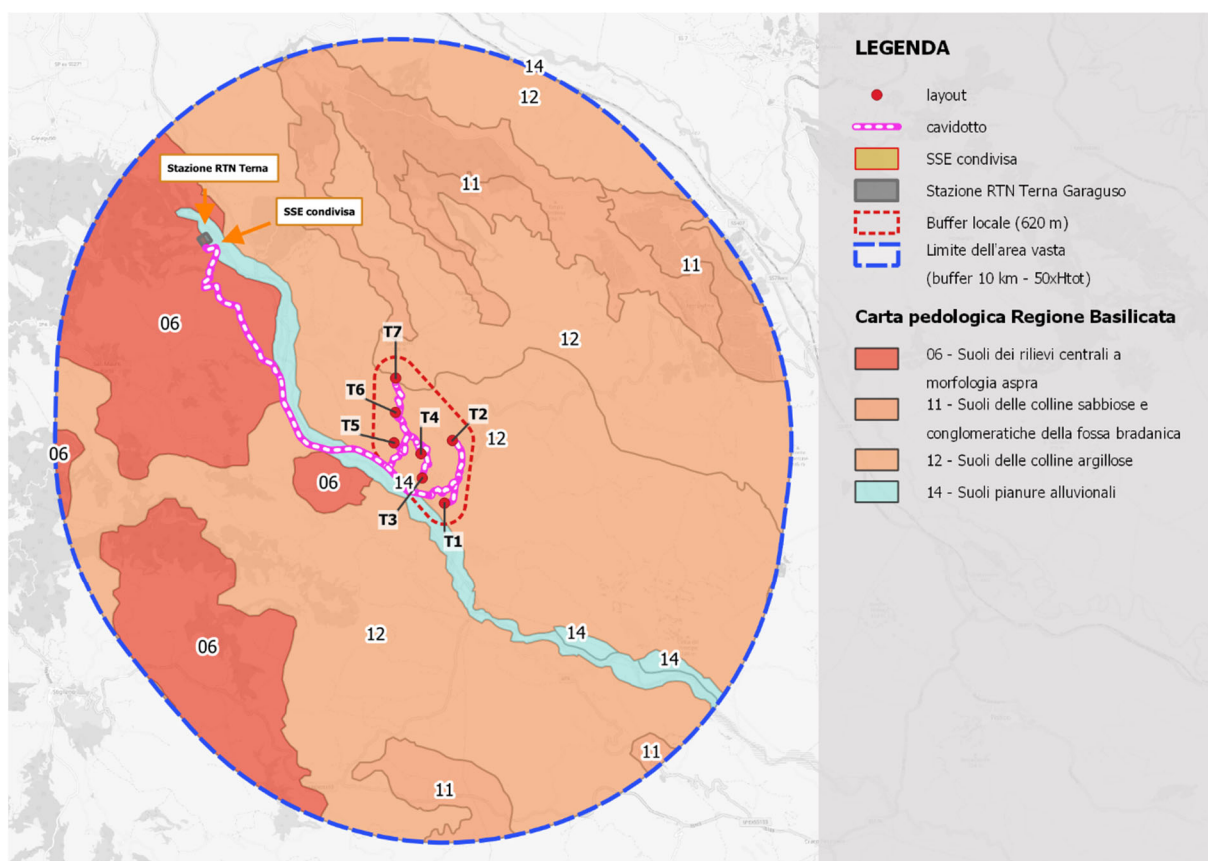 14
12
Stazione RTN Terna
SSE condivisa
11
11
06
12
T7
T6
T4
T2
T5
12
06
06
14
T3
T1
12
06
14
14
11
11
LEGENDA
layout
cavidotto
SSE condivisa
Stazione RTN Terna Garaguso
Buffer locale (620 m)
Limite dell'area vasta
(buffer 10 km - 50xHtot)
Carta pedologica Regione Basilicata
06 - Suoli dei rilievi centrali a
morfologia aspra
11 - Suoli delle colline sabbiose e
conglomeratiche della fossa bradanica
12 - Suoli delle colline argillose
14 - Suoli pianure alluvionali